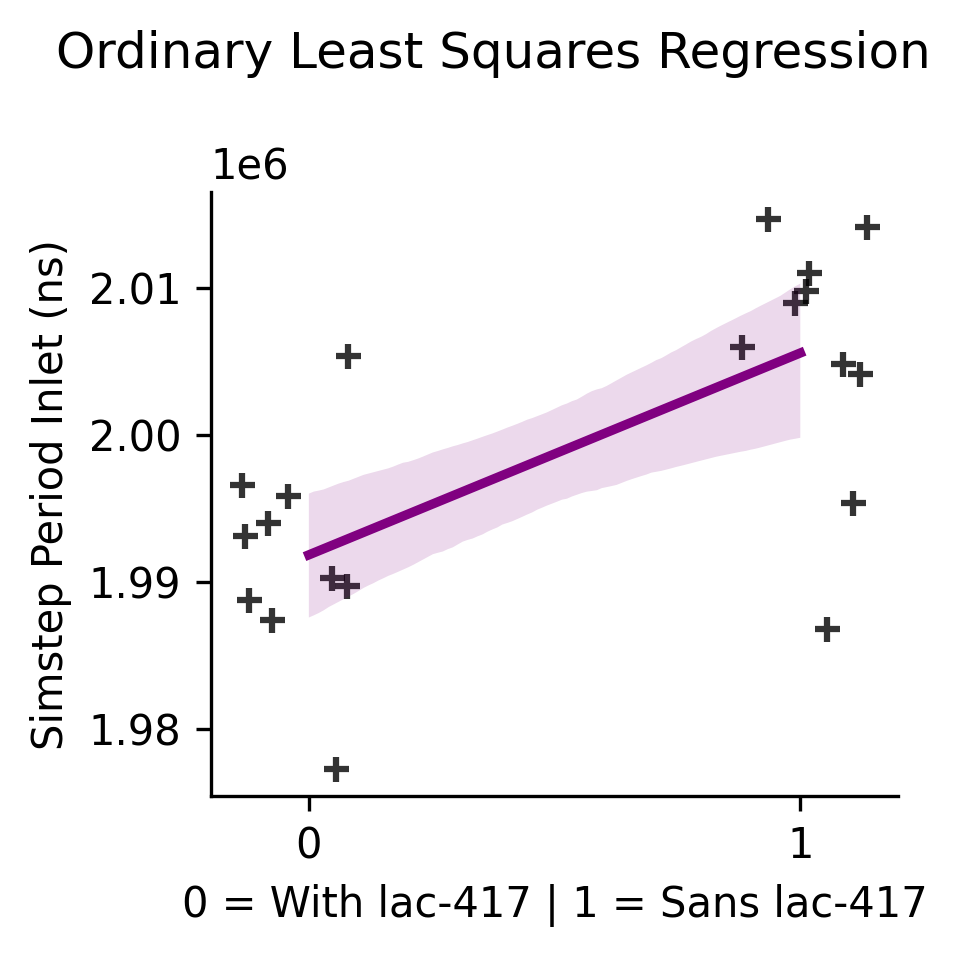 Ordinary Least Squares Regression
1e6
2.01
2.00
1.99
1.98
Simstep Period Inlet (ns)
0 1
0 = With lac-417 | 1 = Sans lac-417